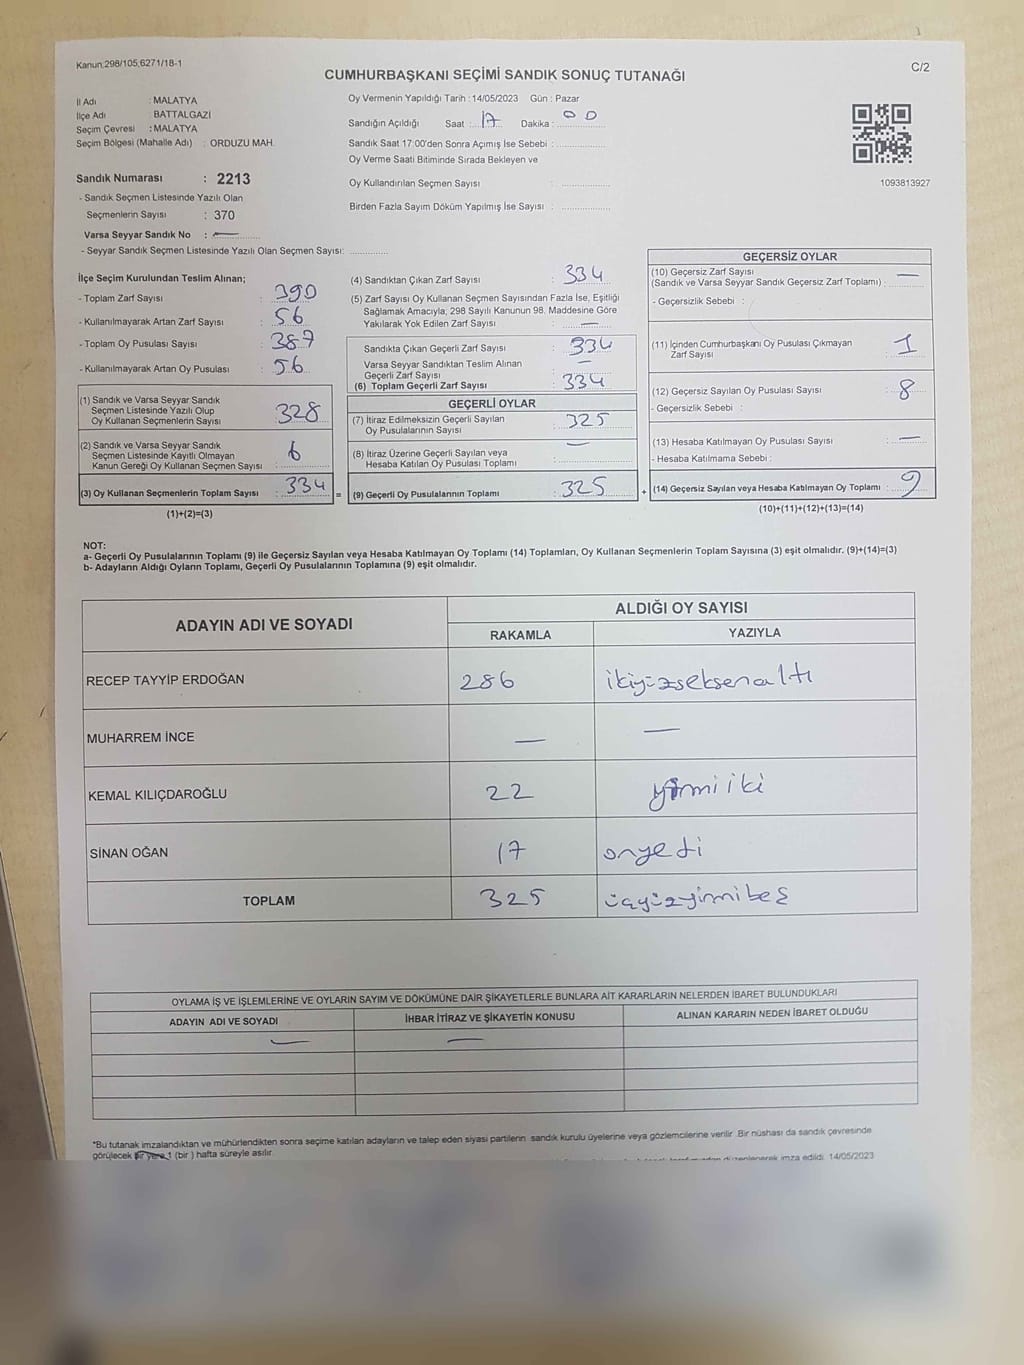 Kanun,298/105,6271/18-1
CUMHURBAŞKANI SEÇİMİ SANDIK SONUÇ TUTANAĞI
C/2
İl Adı : MALATYA
İlçe Adı : BATTALGAZİ
Seçim Çevresi : MALATYA
Seçim Bölgesi (Mahalle Adı) : ORDUZU MAH.
Sandık Numarası : 2213
- Sandık Seçmen Listesinde Yazılı Olan
Seçmenlerin Sayısı : 370
Varsa Seyyar Sandık No : —
- Seyyar Sandık Seçmen Listesinde Yazılı Olan Seçmen Sayısı: ............
Oy Vermenin Yapıldığı Tarih : 14/05/2023 Gün : Pazar
Sandığın Açıldığı Saat : 17 Dakika : 00
Sandık Saat 17:00'den Sonra Açımış İse Sebebi : ................
Oy Verme Saati Bitiminde Sırada Bekleyen ve
Oy Kullandırılan Seçmen Sayısı : ................
Birden Fazla Sayım Döküm Yapılmış İse Sayısı : ................
1093813927
İlçe Seçim Kurulundan Teslim Alınan;
- Toplam Zarf Sayısı : 390
- Kullanılmayarak Artan Zarf Sayısı : 56
- Toplam Oy Pusulası Sayısı : 387
- Kullanılmayarak Artan Oy Pusulası : 56
(1) Sandık ve Varsa Seyyar Sandık
Seçmen Listesinde Yazılı Olup
Oy Kullanan Seçmenlerin Sayısı : 328
(2) Sandık ve Varsa Seyyar Sandık
Seçmen Listesinde Kayıtlı Olmayan
Kanun Gereği Oy Kullanan Seçmen Sayısı : 6
(3) Oy Kullanan Seçmenlerin Toplam Sayısı : 334 =
(1)+(2)=(3)
(4) Sandıktan Çıkan Zarf Sayısı : 334
(5) Zarf Sayısı Oy Kullanan Seçmen Sayısından Fazla İse, Eşitliği
Sağlamak Amacıyla, 298 Sayılı Kanunun 98. Maddesine Göre
Yakılarak Yok Edilen Zarf Sayısı : —
Sandıkta Çıkan Geçerli Zarf Sayısı : 334
Varsa Seyyar Sandıktan Teslim Alınan
Geçerli Zarf Sayısı : —
(6) Toplam Geçerli Zarf Sayısı : 334
GEÇERLİ OYLAR
(7) İtiraz Edilmeksizin Geçerli Sayılan
Oy Pusulalarının Sayısı : 325
(8) İtiraz Üzerine Geçerli Sayılan veya
Hesaba Katılan Oy Pusulası Toplamı : —
(9) Geçerli Oy Pusulalarının Toplamı : 325 +
GEÇERSİZ OYLAR
(10) Geçersiz Zarf Sayısı
(Sandık ve Varsa Seyyar Sandık Geçersiz Zarf Toplamı) : —
- Geçersizlik Sebebi :
(11) İçinden Cumhurbaşkanı Oy Pusulası Çıkmayan
Zarf Sayısı : 1
(12) Geçersiz Sayılan Oy Pusulası Sayısı : 8
- Geçersizlik Sebebi :
(13) Hesaba Katılmayan Oy Pusulası Sayısı : —
- Hesaba Katılmama Sebebi :
(14) Geçersiz Sayılan veya Hesaba Katılmayan Oy Toplamı : 9
(10)+(11)+(12)+(13)=(14)
NOT:
a- Geçerli Oy Pusulalarının Toplamı (9) ile Geçersiz Sayılan veya Hesaba Katılmayan Oy Toplamı (14) Toplamları, Oy Kullanan Seçmenlerin Toplam Sayısına (3) eşit olmalıdır. (9)+(14)=(3)
b- Adayların Aldığı Oyların Toplamı, Geçerli Oy Pusulalarının Toplamına (9) eşit olmalıdır.
ADAYIN ADI VE SOYADI
ALDIĞI OY SAYISI
RAKAMLA YAZIYLA
RECEP TAYYİP ERDOĞAN 286 ikiyüzseksenaltı
MUHARREM İNCE — —
KEMAL KILIÇDAROĞLU 22 yirmiiki
SİNAN OĞAN 17 onyedi
TOPLAM 325 üçyüzyirmibeş
OYLAMA İŞ VE İŞLEMLERİNE VE OYLARIN SAYIM VE DÖKÜMÜNE DAİR ŞİKAYETLERLE BUNLARA AİT KARARLARIN NELERDEN İBARET BULUNDUKLARI
ADAYIN ADI VE SOYADI İHBAR İTİRAZ VE ŞİKAYETİN KONUSU ALINAN KARARIN NEDEN İBARET OLDUĞU
— —
*Bu tutanak imzalandıktan ve mühürlendikten sonra seçime katılan adayların ve talep eden siyasi partilerin sandık kurulu üyelerine veya gözlemcilerine verilir. Bir nüshası da sandık çevresinde
görülecek bir yere 1 (bir ) hafta süreyle asılır.
düzenlenerek imza edildi. 14/05/2023